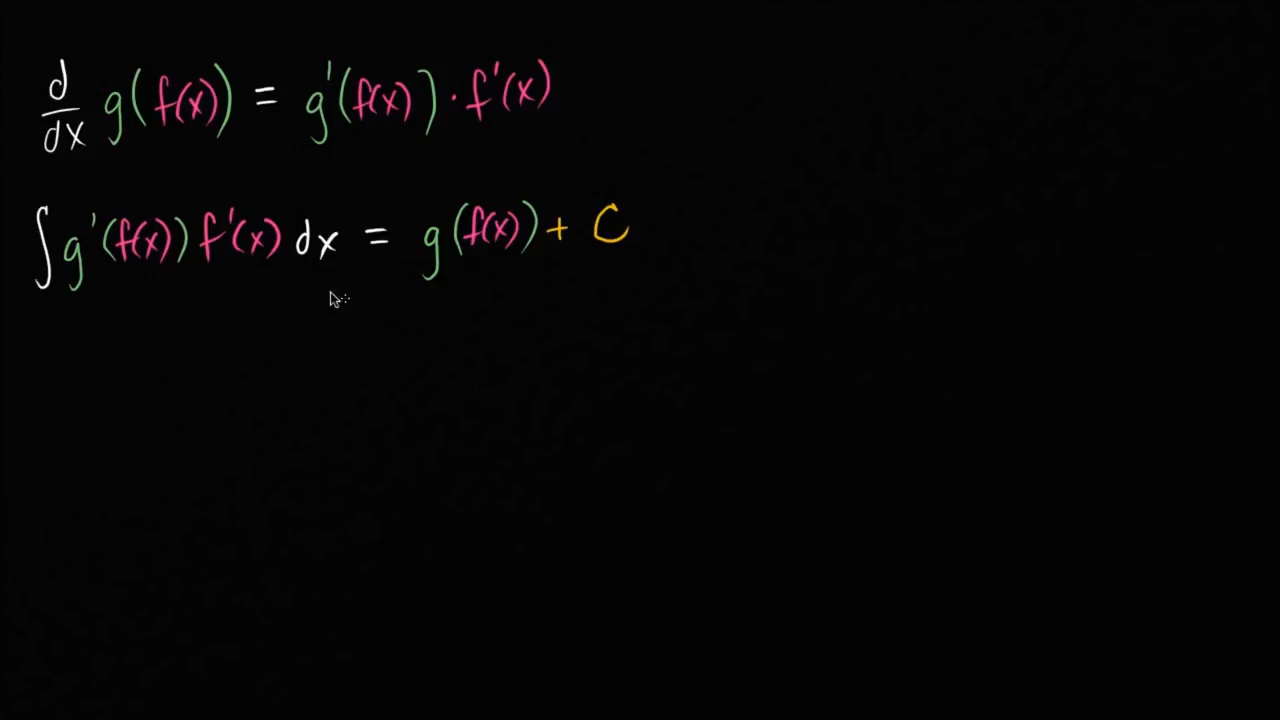 d/dx g(f(x)) = g'(f(x)) · f'(x)
∫g'(f(x)) f'(x) dx = g(f(x)) + C